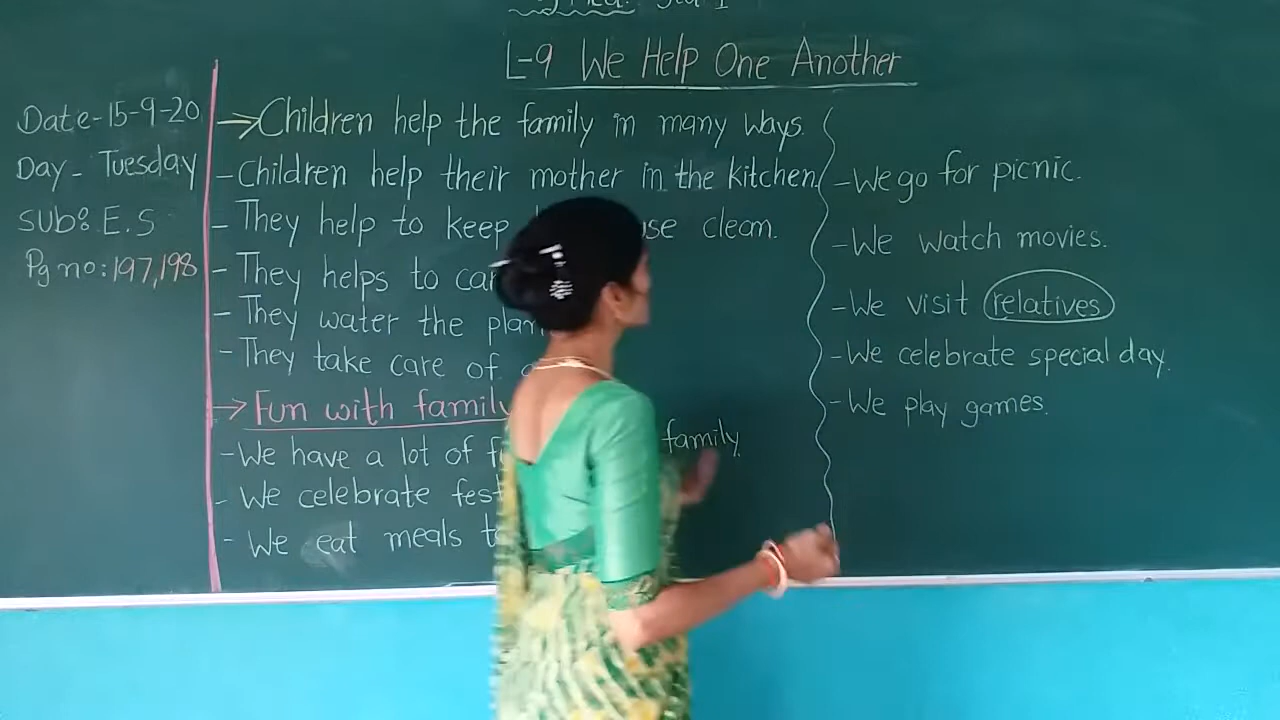 L-9 We Help One Another
Date-15-9-20
Day- Tuesday
Sub: E.S
Pg no: 197,198
→ Children help the family in many ways.
- Children help their mother in the kitchen
- They help to keep clean.
- They helps to
- They water the
- They take care of
→ Fun with family
- We have a lot of family.
- We celebrate
- We eat meals
- We go for picnic.
- We watch movies.
- We visit relatives
- We celebrate special day.
- We play games.